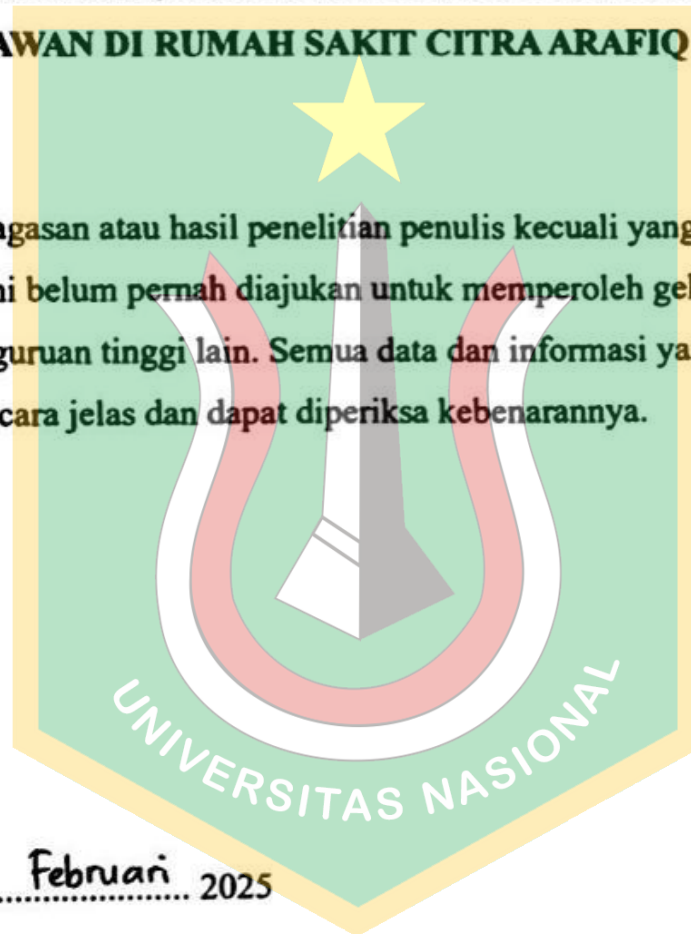 AWAN DI RUMAH SAKIT CITRA ARAFIQ
agasan atau hasil penelitian penulis kecuali yang
ni belum pernah diajukan untuk memperoleh gel
guruan tinggi lain. Semua data dan informasi ya
cara jelas dan dapat diperiksa kebenarannya.
UNIVERSITAS NASIONAL
Februari 2025